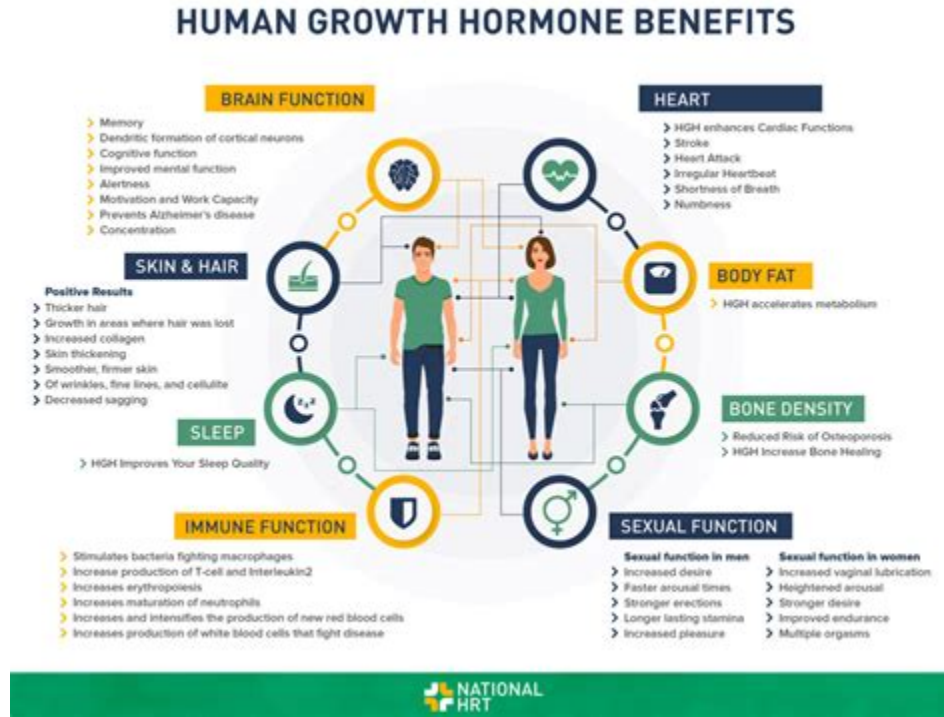 HUMAN GROWTH HORMONE BENEFITS
BRAIN FUNCTION
Memory
Dendritic formation of cortical neurons
Cognitive function
Improved mental function
Alertness
Motivation and Work Capacity
Prevents Alzheimer's disease
Concentration
HEART
HGH enhances Cardiac Functions
Stroke
Heart Attack
Irregular Heartbeat
Shortness of Breath
Numbness
SKIN & HAIR
Positive Results
Thicker hair
Growth in areas where hair was lost
Increased collagen
Skin thickening
Smoother, firmer skin
Of wrinkles, fine lines, and cellulite
Decreased sagging
BODY FAT
HGH accelerates metabolism
SLEEP
HGH Improves Your Sleep Quality
BONE DENSITY
Reduced Risk of Osteoporosis
HGH Increase Bone Healing
IMMUNE FUNCTION
Stimulates bacteria fighting macrophages
Increase production of T-cell and Interleukin2
Increases erythropoiesis
Increases maturation of neutrophils
Increases and intensifies the production of new red blood cells
Increases production of white blood cells that fight disease
SEXUAL FUNCTION
Sexual function in men
Increased desire
Faster arousal times
Stronger erections
Longer lasting stamina
Increased pleasure
Sexual function in women
Increased vaginal lubrication
Heightened arousal
Stronger desire
Improved endurance
Multiple orgasms
NATIONAL
HRT